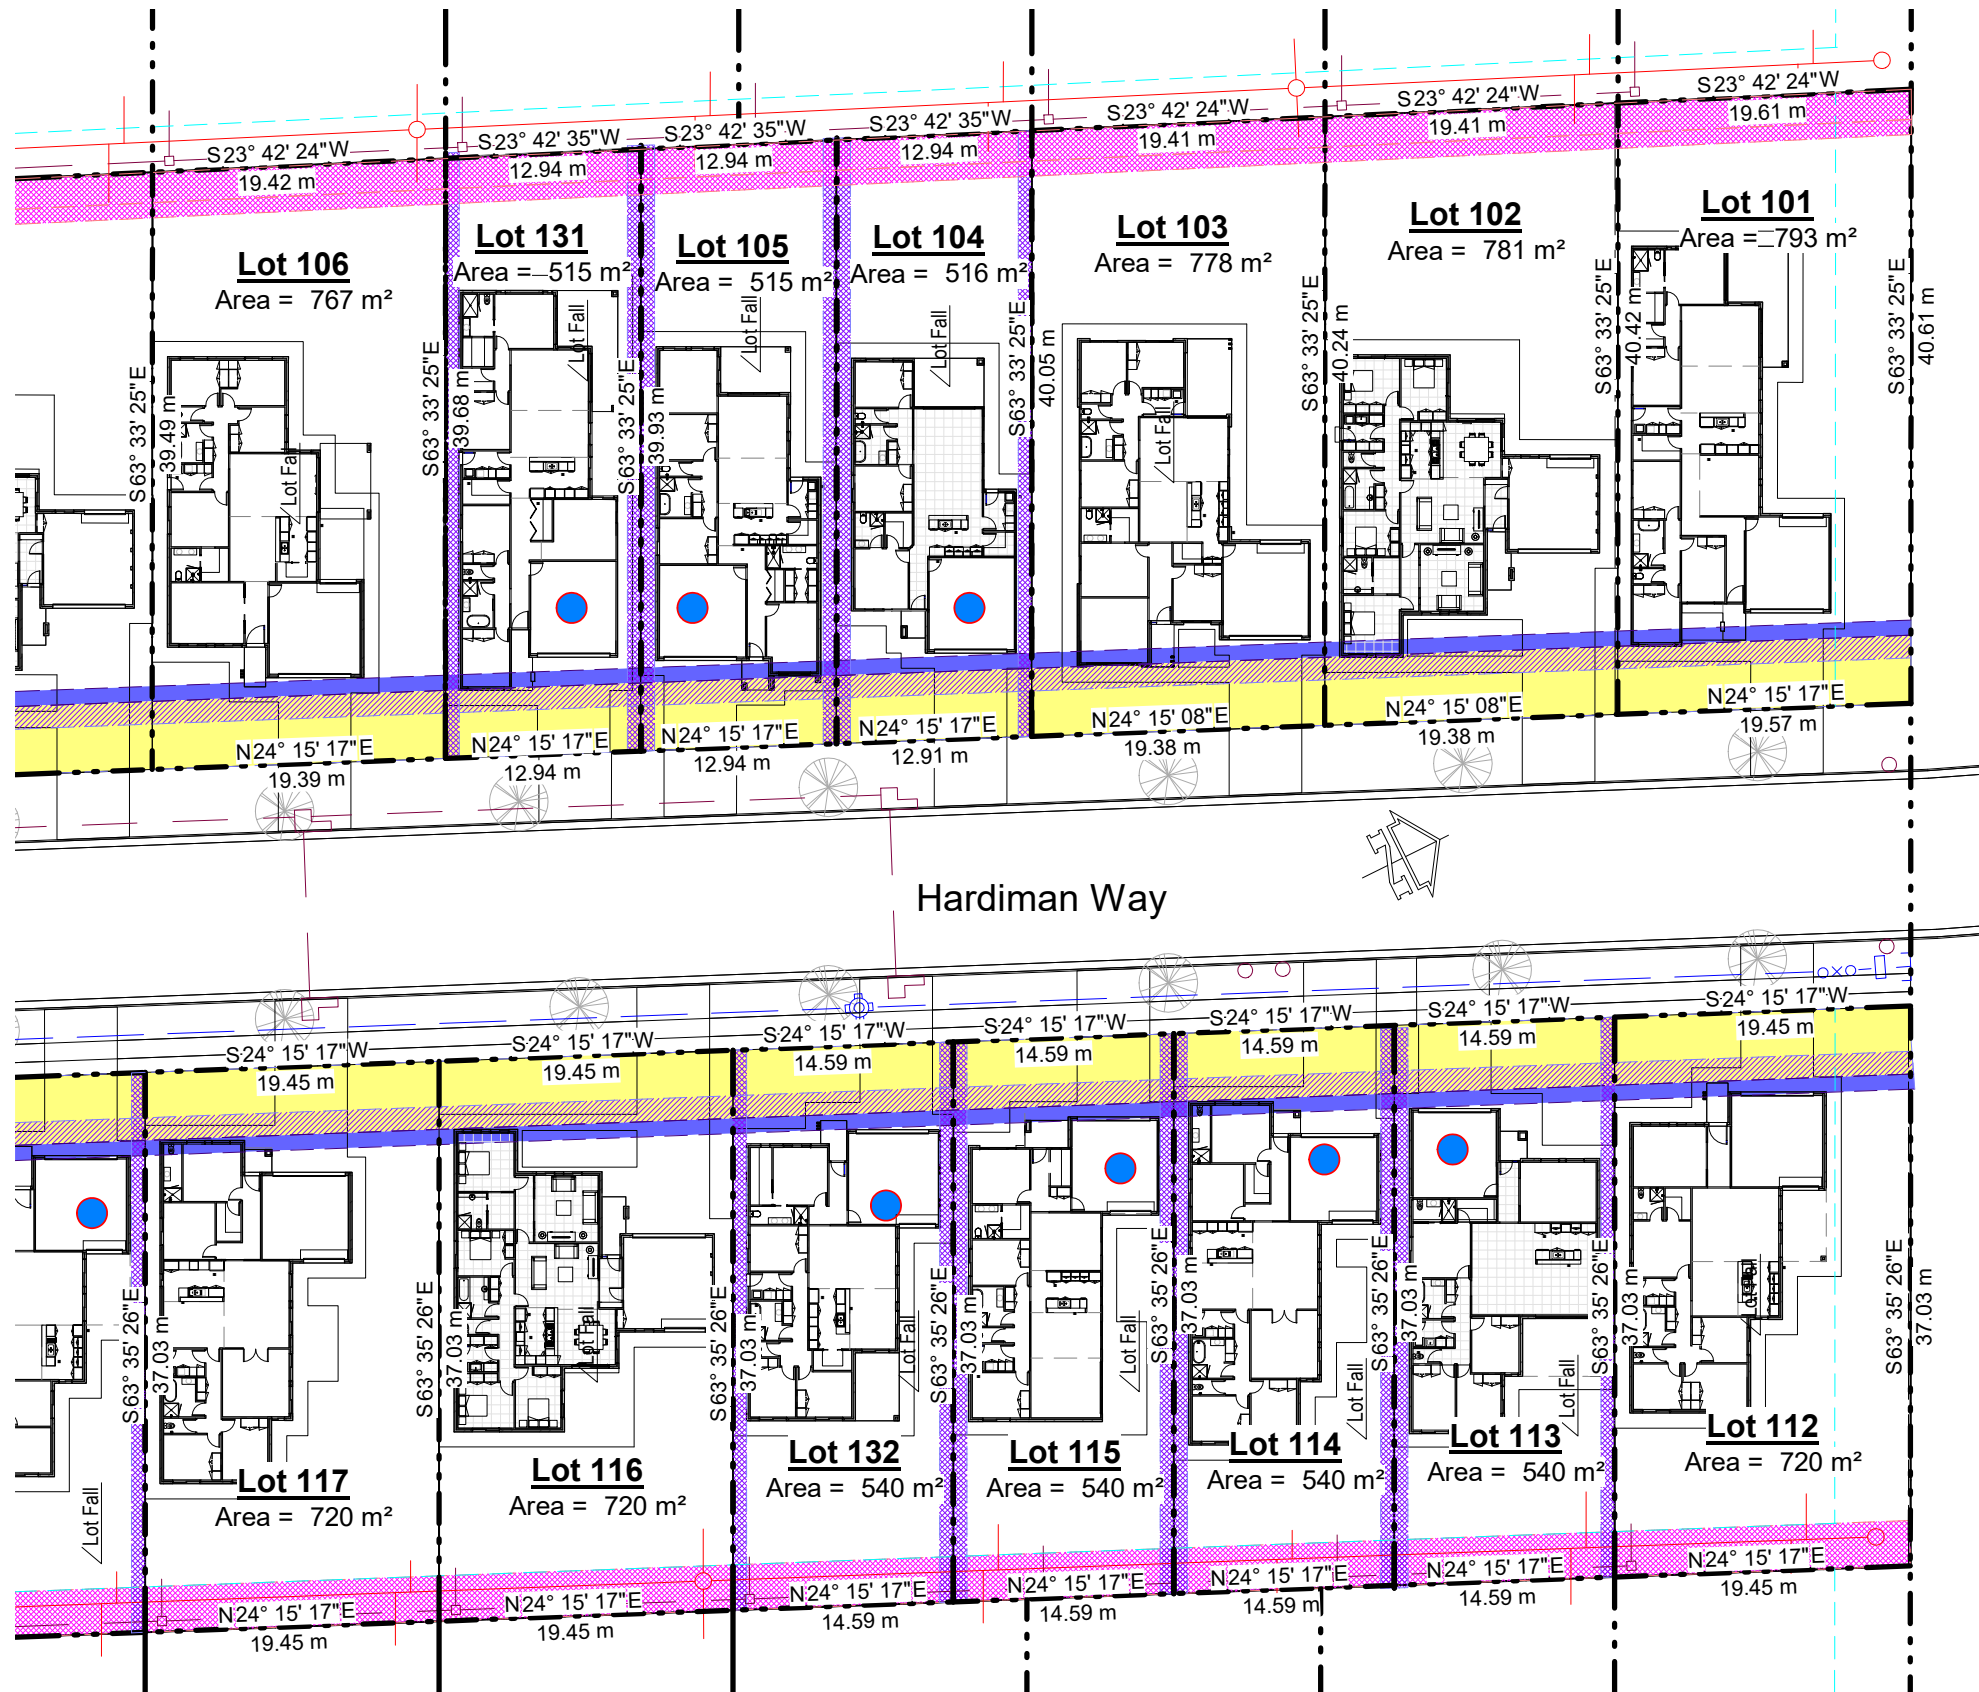 S23° 42' 24"W
19.42 m
S23° 42' 35"W
12.94 m
S23° 42' 35"W
12.94 m
S23° 42' 35"W
12.94 m
S23° 42' 24"W
19.41 m
S23° 42' 24"W
19.41 m
S23° 42' 24"W
19.61 m
Lot 106
Area = 767 m²
Lot 131
Area = 515 m²
Lot 105
Area = 515 m²
Lot 104
Area = 516 m²
Lot 103
Area = 778 m²
Lot 102
Area = 781 m²
Lot 101
Area = 793 m²
S63° 33' 25"E
39.49 m
Lot Fall
S63° 33' 25"E
39.68 m
Lot Fall
S63° 33' 25"E
39.93 m
Lot Fall
Lot Fall
S63° 33' 25"E
40.05 m
Lot Fall
S63° 33' 25"E
40.24 m
S63° 33' 25"E
40.42 m
S63° 33' 25"E
40.61 m
N24° 15' 17"E
19.39 m
N24° 15' 17"E
12.94 m
N24° 15' 17"E
12.94 m
N24° 15' 17"E
12.91 m
N24° 15' 08"E
19.38 m
N24° 15' 08"E
19.38 m
N24° 15' 17"E
19.57 m
Hardiman Way
S24° 15' 17"W
19.45 m
S24° 15' 17"W
19.45 m
S24° 15' 17"W
14.59 m
S24° 15' 17"W
14.59 m
S24° 15' 17"W
14.59 m
S24° 15' 17"W
14.59 m
S24° 15' 17"W
19.45 m
S63° 35' 26"E
37.03 m
S63° 35' 26"E
37.03 m
Lot Fall
S63° 35' 26"E
37.03 m
Lot Fall
S63° 35' 26"E
37.03 m
Lot Fall
S63° 35' 26"E
37.03 m
Lot Fall
S63° 35' 26"E
37.03 m
Lot Fall
S63° 35' 26"E
37.03 m
Lot Fall
S63° 35' 26"E
37.03 m
Lot Fall
Lot 117
Area = 720 m²
Lot 116
Area = 720 m²
Lot 132
Area = 540 m²
Lot 115
Area = 540 m²
Lot 114
Area = 540 m²
Lot 113
Area = 540 m²
Lot 112
Area = 720 m²
N24° 15' 17"E
19.45 m
N24° 15' 17"E
19.45 m
N24° 15' 17"E
14.59 m
N24° 15' 17"E
14.59 m
N24° 15' 17"E
14.59 m
N24° 15' 17"E
14.59 m
N24° 15' 17"E
19.45 m